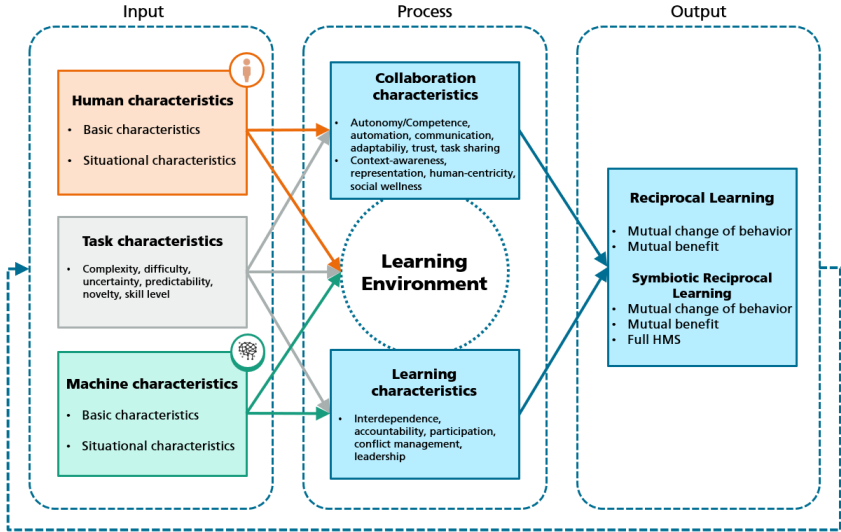 Input
Process
Output
Human characteristics
• Basic characteristics
• Situational characteristics
Task characteristics
• Complexity, difficulty,
uncertainty, predictability,
novelty, skill level
Machine characteristics
• Basic characteristics
• Situational characteristics
Collaboration
characteristics
• Autonomy/Competence,
automation, communication,
adaptabiliy, trust, task sharing
• Context-awareness,
representation, human-centricity,
social wellness
Learning
Environment
Learning
characteristics
• Interdependence,
accountability, participation,
conflict management,
leadership
Reciprocal Learning
• Mutual change of behavior
• Mutual benefit
Symbiotic Reciprocal
Learning
• Mutual change of behavior
• Mutual benefit
• Full HMS